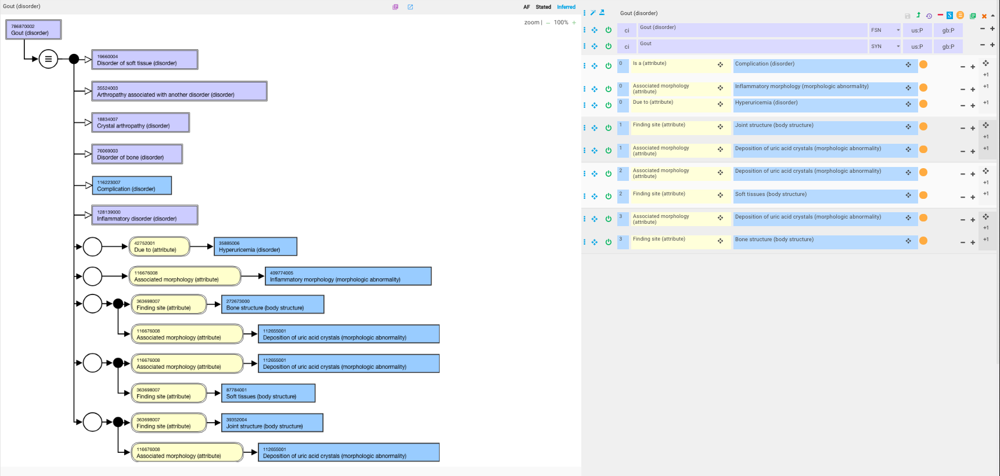 Gout (disorder)
AF Stated Inferred
zoom | – 100% +
786870002
Gout (disorder)
19660004
Disorder of soft tissue (disorder)
35524003
Arthropathy associated with another disorder (disorder)
18834007
Crystal arthropathy (disorder)
76069003
Disorder of bone (disorder)
116223007
Complication (disorder)
128139000
Inflammatory disorder (disorder)
42752001
Due to (attribute)
35885006
Hyperuricemia (disorder)
116676008
Associated morphology (attribute)
409774005
Inflammatory morphology (morphologic abnormality)
363698007
Finding site (attribute)
272673000
Bone structure (body structure)
116676008
Associated morphology (attribute)
112655001
Deposition of uric acid crystals (morphologic abnormality)
116676008
Associated morphology (attribute)
112655001
Deposition of uric acid crystals (morphologic abnormality)
363698007
Finding site (attribute)
87784001
Soft tissues (body structure)
363698007
Finding site (attribute)
39352004
Joint structure (body structure)
116676008
Associated morphology (attribute)
112655001
Deposition of uric acid crystals (morphologic abnormality)
Gout (disorder)
S
ci Gout (disorder) FSN us:P gb:P
ci Gout SYN us:P gb:P
0 Is a (attribute) Complication (disorder)
+1
0 Associated morphology Inflammatory morphology (morphologic abnormality) +1
(attribute)
0 Due to (attribute) Hyperuricemia (disorder) +1
1 Finding site (attribute) Joint structure (body structure)
+1
1 Associated morphology Deposition of uric acid crystals (morphologic abnormality) +1
(attribute)
2 Associated morphology Deposition of uric acid crystals (morphologic abnormality)
(attribute)
+1
2 Finding site (attribute) Soft tissues (body structure) +1
3 Associated morphology Deposition of uric acid crystals (morphologic abnormality)
(attribute)
+1
3 Finding site (attribute) Bone structure (body structure) +1